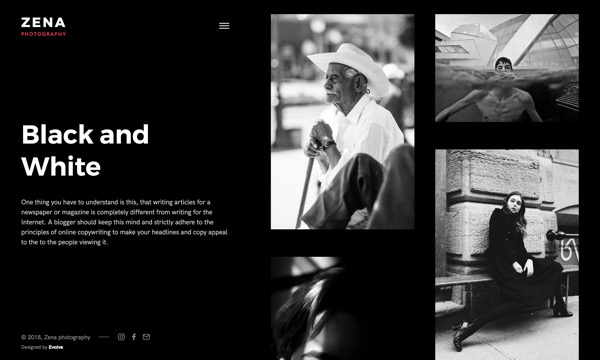 ZENA
PHOTOGRAPHY
Black and
White
One thing you have to understand is this, that writing articles for a
newspaper or magazine is completely different from writing for the
Internet. A blogger should keep this mind and strictly adhere to the
principles of online copywriting to make your headlines and copy appeal
to the to the people viewing it.
© 2018, Zena photography
Designed by Evolve